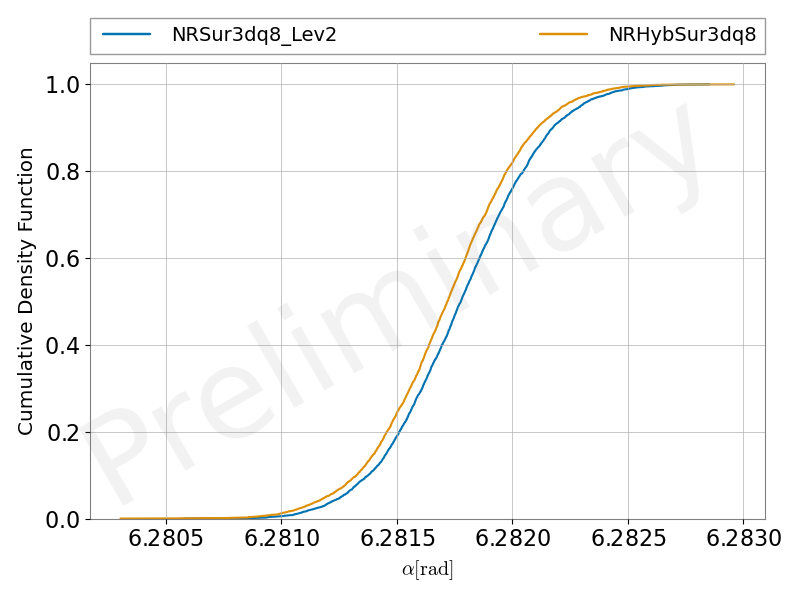 NRSur3dq8_Lev2 NRHybSur3dq8
1.0
0.8
0.6
0.4
0.2
0.0
Cumulative Density Function
Preliminary
6.2805 6.2810 6.2815 6.2820 6.2825 6.2830
α[rad]